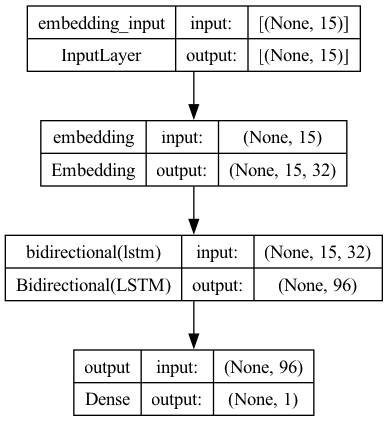 embedding_input input: [(None, 15)]
InputLayer output: [(None, 15)]
embedding input: (None, 15)
Embedding output: (None, 15, 32)
bidirectional(lstm) input: (None, 15, 32)
Bidirectional(LSTM) output: (None, 96)
output input: (None, 96)
Dense output: (None, 1)